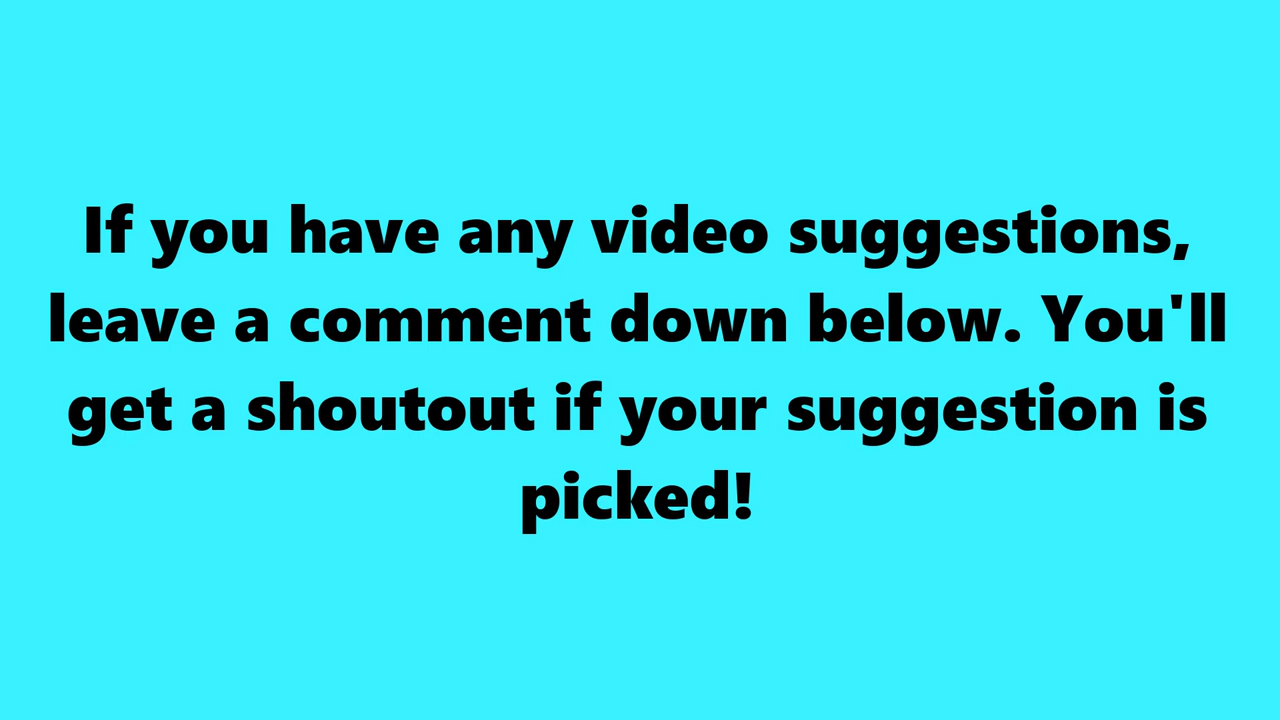 If you have any video suggestions,
leave a comment down below. You'll
get a shoutout if your suggestion is
picked!